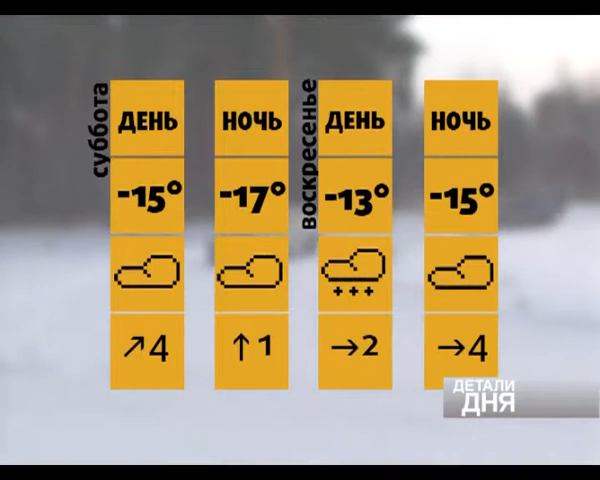 суббота
ДЕНЬ
НОЧЬ
воскресенье
ДЕНЬ
НОЧЬ
-15°
-17°
-13°
-15°
↗4
↑1
→2
→4
ДЕТАЛИ
ДНЯ